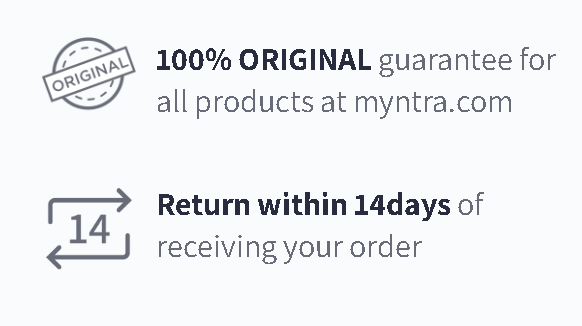 ORIGINAL
100% ORIGINAL guarantee for
all products at myntra.com
14
Return within 14days of
receiving your order